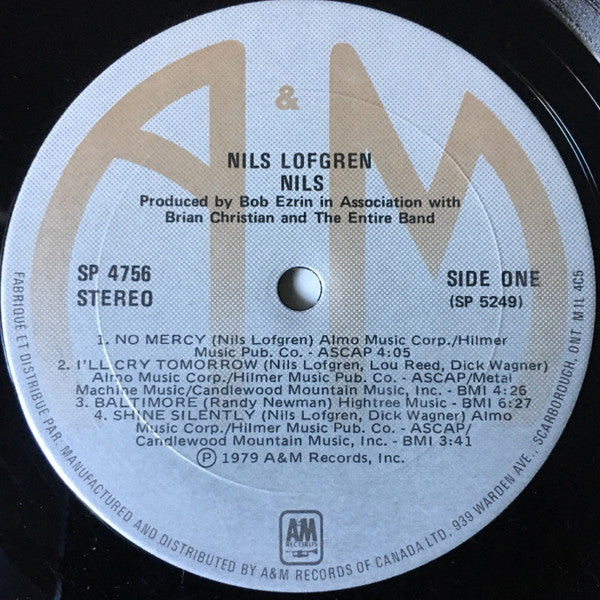 &
NILS LOFGREN
NILS
Produced by Bob Ezrin in Association with
Brian Christian and The Entire Band
SP 4756
STEREO
SIDE ONE
(SP 5249)
1. NO MERCY (Nils Lofgren) Almo Music Corp./Hilmer
Music Pub. Co. - ASCAP 4:05
2. I'LL CRY TOMORROW (Nils Lofgren, Lou Reed, Dick Wagner)
Almo Music Corp./Hilmer Music Pub. Co. - ASCAP/Metal
Machine Music/Candlewood Mountain Music, Inc. - BMI 4:26
3. BALTIMORE (Randy Newman) Hightree Music - BMI 6:27
4. SHINE SILENTLY (Nils Lofgren, Dick Wagner) Almo
Music Corp./Hilmer Music Pub. Co. - ASCAP/
Candlewood Mountain Music, Inc. - BMI 3:41
℗ 1979 A&M Records, Inc.
A&M
RECORDS
FABRIQUÉ ET DISTRIBUÉ PAR: MANUFACTURED AND DISTRIBUTED BY A&M RECORDS OF CANADA LTD. 939 WARDEN AVE., SCARBOROUGH, ONT. M1L 4C5